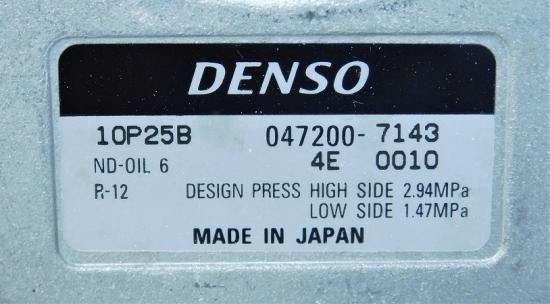 DENSO
10P25B 047200-7143
ND-OIL 6 4E 0010
R-12 DESIGN PRESS HIGH SIDE 2.94MPa
LOW SIDE 1.47MPa
MADE IN JAPAN